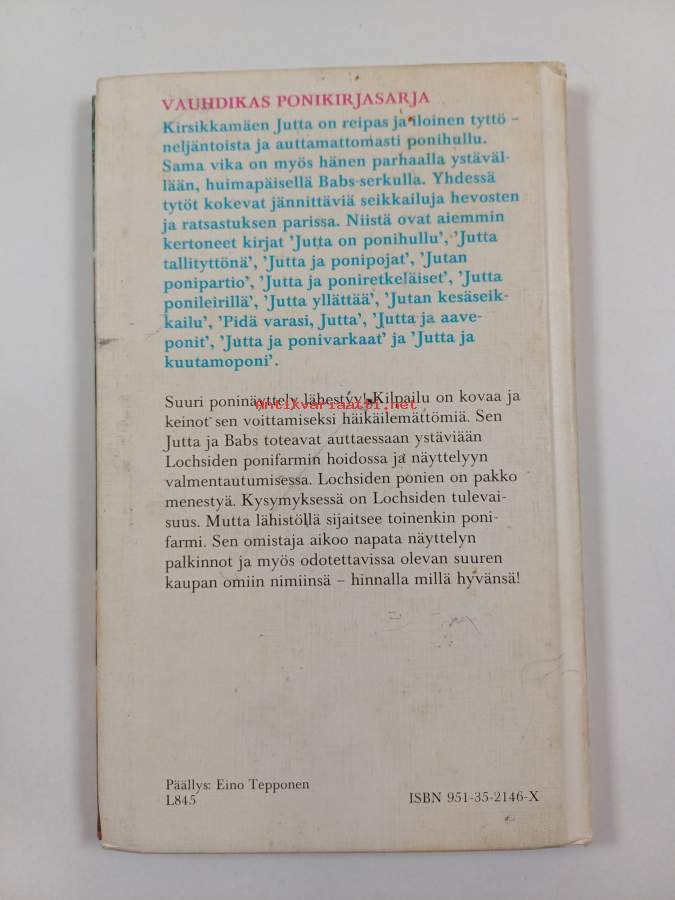 VAUHDIKAS PONIKIRJASARJA
Kirsikkamäen Jutta on reipas ja iloinen tyttö –
neljäntoista ja auttamattomasti ponihullu.
Sama vika on myös hänen parhaalla ystäväl-
lään, huimapäisellä Babs-serkulla. Yhdessä
tytöt kokevat jännittäviä seikkailuja hevosten
ja ratsastuksen parissa. Niistä ovat aiemmin
kertoneet kirjat 'Jutta on ponihullu', 'Jutta
tallityttönä', 'Jutta ja ponipojat', 'Jutan
ponipartio', 'Jutta ja poniretkeläiset', 'Jutta
ponileirillä', 'Jutta yllättää', 'Jutan kesäseik-
kailu', 'Pidä varasi, Jutta', 'Jutta ja aave-
ponit', 'Jutta ja ponivarkaat' ja 'Jutta ja
kuutamoponi'.
Suuri poninäyttely lähestyy! Kilpailu on kovaa ja
Antikvariaatti.net
keinot sen voittamiseksi häikäilemättömiä. Sen
Jutta ja Babs toteavat auttaessaan ystäviään
Lochsiden ponifarmin hoidossa ja näyttelyyn
valmentautumisessa. Lochsiden ponien on pakko
menestyä. Kysymyksessä on Lochsiden tulevai-
suus. Mutta lähistöllä sijaitsee toinenkin poni-
farmi. Sen omistaja aikoo napata näyttelyn
palkinnot ja myös odotettavissa olevan suuren
kaupan omiin nimiinsä – hinnalla millä hyvänsä!
Päällys: Eino Tepponen
L845
ISBN 951-35-2146-X